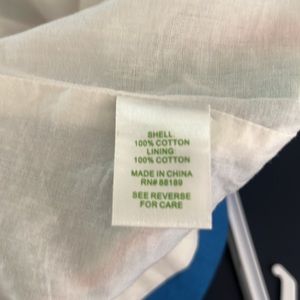 SHELL:
100% COTTON
LINING:
100% COTTON
MADE IN CHINA
RN# 88189
SEE REVERSE
FOR CARE